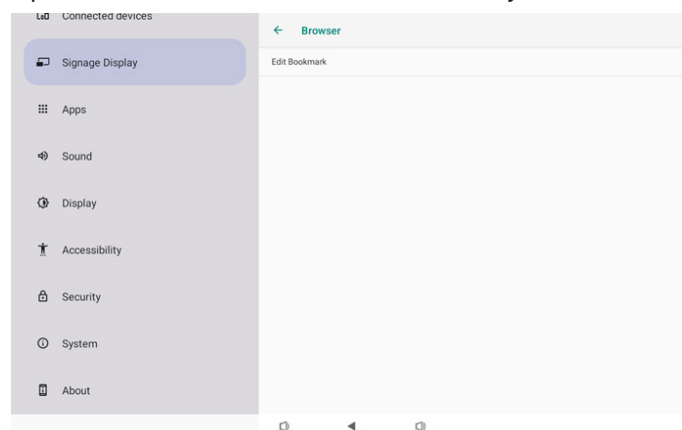 Connected devices
Signage Display
Apps
Sound
Display
Accessibility
Security
System
About
Browser
Edit Bookmark